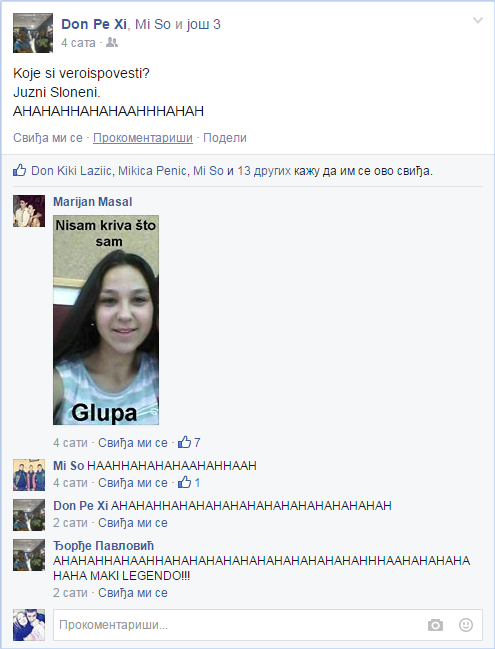 Don Pe Xi, Mi So и још 3
4 сата ·
Koje si veroispovesti?
Juzni Sloneni.
AHAHAHHAHAHAAHHHAHAH
Свиђа ми се · Прокоментариши · Подели
Don Kiki Laziic, Mikica Penic, Mi So и 13 других кажу да им се ово свиђа.
Marijan Masal
Nisam kriva što
sam
Glupa
4 сати · Свиђа ми се · 7
Mi So HAAHHAHAHAHAAHAHHAAH
4 сати · Свиђа ми се · 1
Don Pe Xi AHAHAHHAHAHAHAHAHAHAHAHAHAHAHAHAH
2 сати · Свиђа ми се
Ђорђе Павловић
AHAHAHHAHAAHHAHAHAHAHAHAHAHAHAHAHAHAHHHAAHAHAHAHA
HAHA MAKI LEGENDO!!!
2 сати · Свиђа ми се
Прокоментариши...